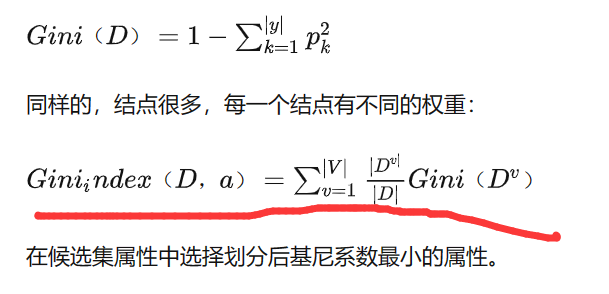 Gini（D）= 1 − ∑_{k=1}^{|y|} p_k^2
同样的，结点很多，每一个结点有不同的权重：
Gini_index（D，a）= ∑_{v=1}^{|V|} \frac{|D^v|}{|D|} Gini（D^v）
在候选集属性中选择划分后基尼系数最小的属性。